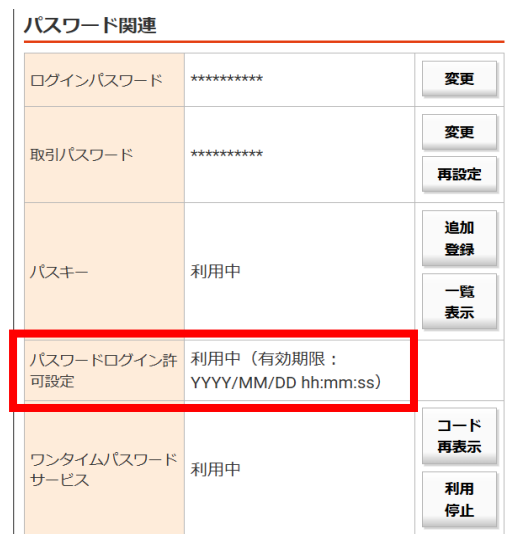 パスワード関連
ログインパスワード
**********
変更
取引パスワード
**********
変更
再設定
パスキー
利用中
追加
登録
一覧
表示
パスワードログイン許
可設定
利用中（有効期限：
YYYY/MM/DD hh:mm:ss）
ワンタイムパスワード
サービス
利用中
コード
再表示
利用
停止